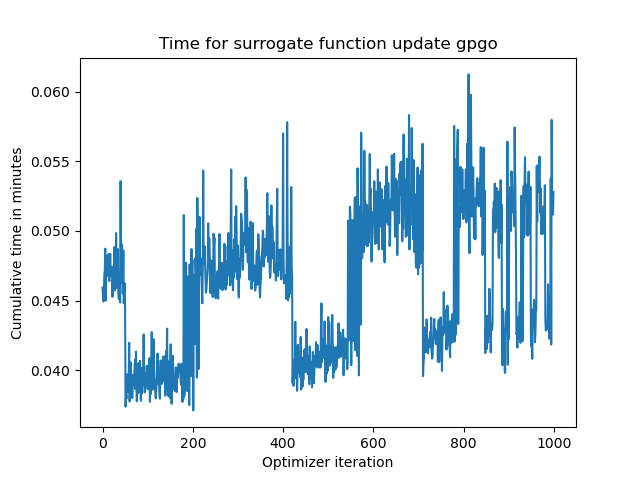 Time for surrogate function update gpgo
Cumulative time in minutes
0.060
0.055
0.050
0.045
0.040
0 200 400 600 800 1000
Optimizer iteration